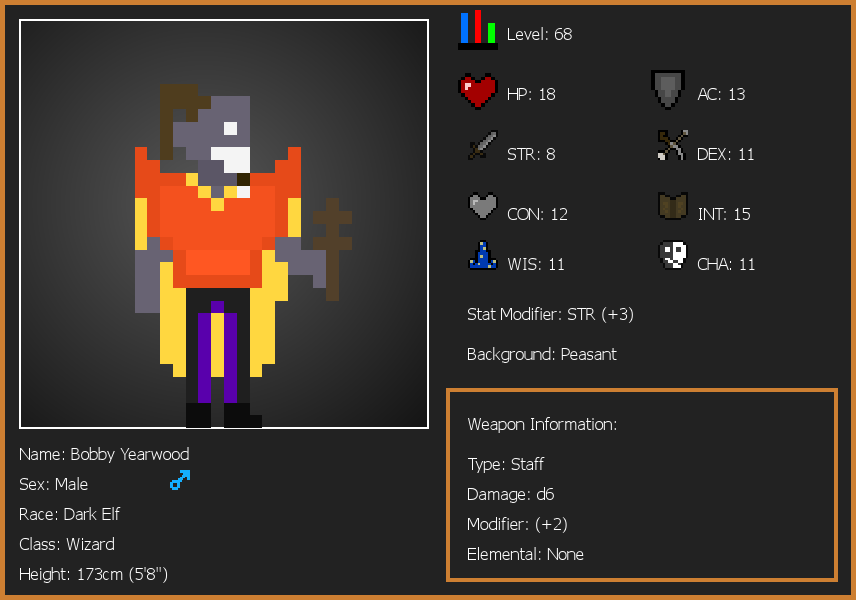 Level: 68
HP: 18
AC: 13
STR: 8
DEX: 11
CON: 12
INT: 15
WIS: 11
CHA: 11
Stat Modifier: STR (+3)
Background: Peasant
Weapon Information:
Type: Staff
Damage: d6
Modifier: (+2)
Elemental: None
Name: Bobby Yearwood
Sex: Male
Race: Dark Elf
Class: Wizard
Height: 173cm (5'8")